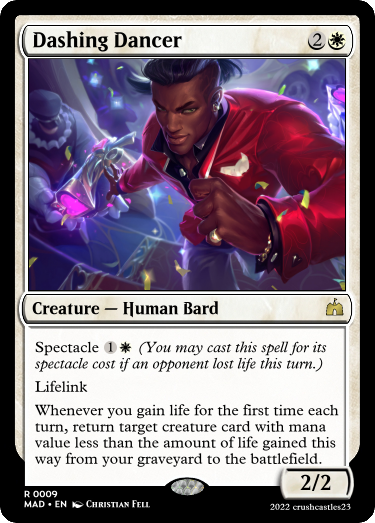 Dashing Dancer 2
Creature — Human Bard
Spectacle 1 (You may cast this spell for its
spectacle cost if an opponent lost life this turn.)
Lifelink
Whenever you gain life for the first time each
turn, return target creature card with mana
value less than the amount of life gained this
way from your graveyard to the battlefield.
2/2
R 0009
MAD • EN Christian Fell
2022 crushcastles23